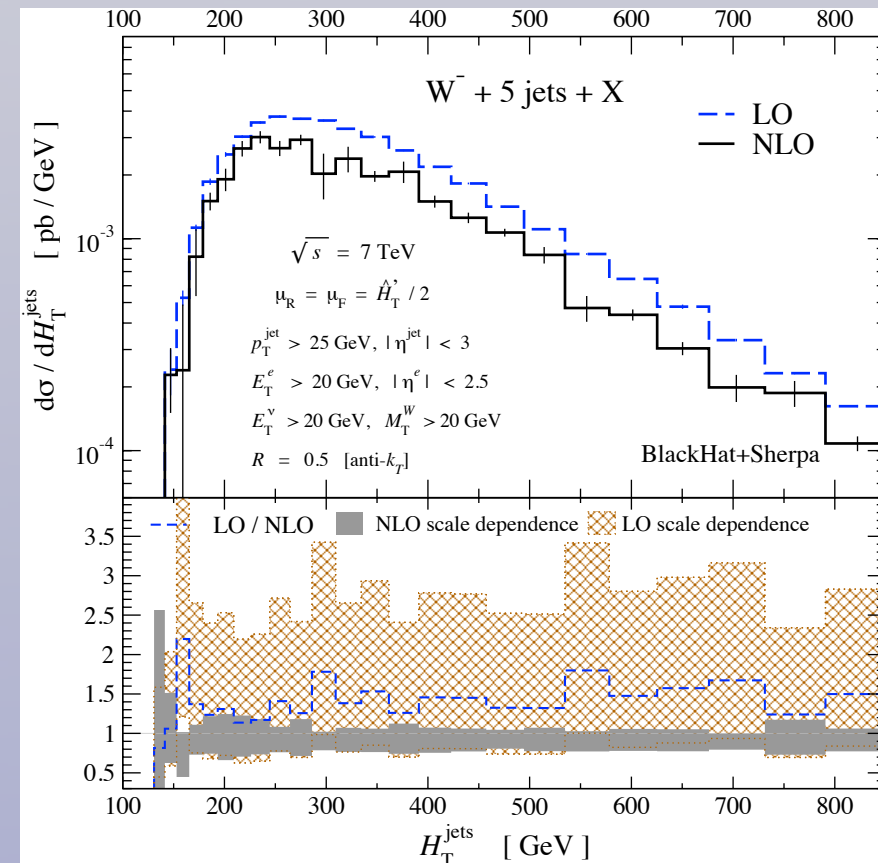 100 200 300 400 500 600 700 800
W⁻ + 5 jets + X
LO
NLO
dσ / dH_T^jets [ pb / GeV ]
10⁻³
10⁻⁴
√s = 7 TeV
μ_R = μ_F = Ĥ_T' / 2
p_T^jet > 25 GeV, | η^jet | < 3
E_T^e > 20 GeV, | η^e | < 2.5
E_T^ν > 20 GeV, M_T^W > 20 GeV
R = 0.5 [anti-k_T]
BlackHat+Sherpa
LO / NLO NLO scale dependence LO scale dependence
3.5
3
2.5
2
1.5
1
0.5
100 200 300 400 500 600 700 800
H_T^jets [ GeV ]